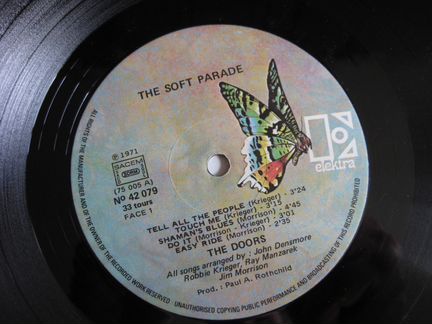 THE SOFT PARADE
elektra
℗ 1971
SACEM
SDRM
(75 005 A)
No 42 079
33 tours
FACE 1
TELL ALL THE PEOPLE (Krieger) - 3'24
TOUCH ME (Krieger) - 3'15
SHAMAN'S BLUES (Morrison) - 4'45
DO IT (Morrison - Krieger) - 3'01
EASY RIDE (Morrison) - 2'35
THE DOORS
All songs arranged by : John Densmore
Robbie Krieger, Ray Manzarek
Jim Morrison
Prod. : Paul A. Rothchild
ALL RIGHTS OF THE MANUFACTURER AND OF THE OWNER OF THE RECORDED WORK RESERVED UNAUTHORISED COPYING PUBLIC PERFORMANCE AND BROADCASTING OF THIS RECORD PROHIBITED